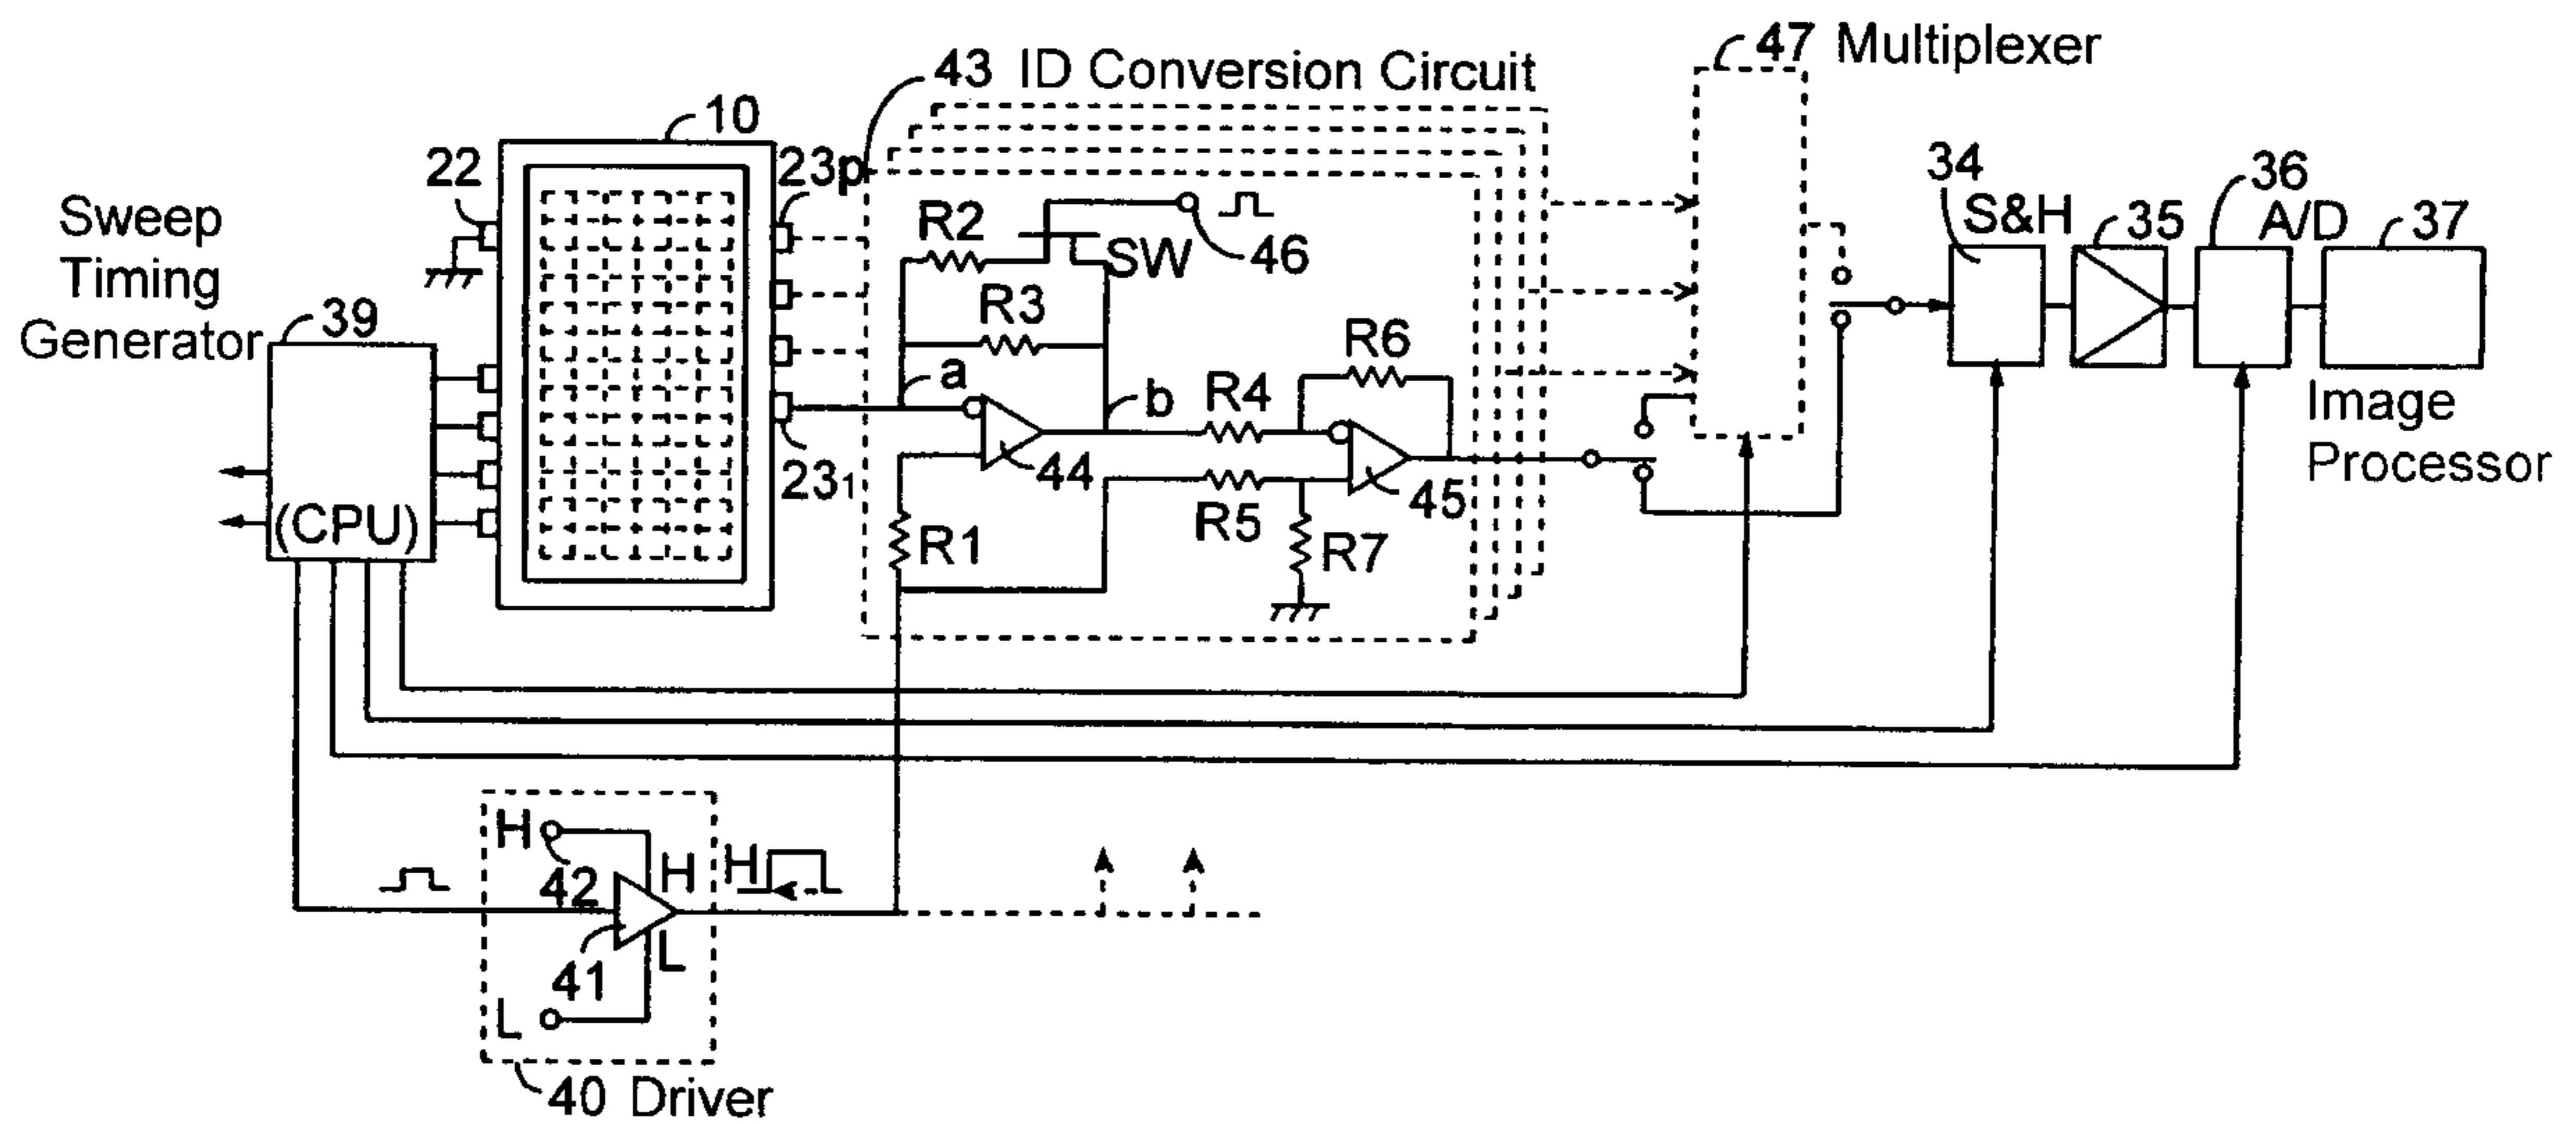 47 Multiplexer
43 ID Conversion Circuit
10
22
23p
34
S&H
35
36
A/D
37
Sweep
Timing
Generator
39
(CPU)
R2
SW
46
R3
a
b
R6
R4
44
45
R5
R1
R7
23₁
Image
Processor
H
42
H
H
41
L
L
40 Driver